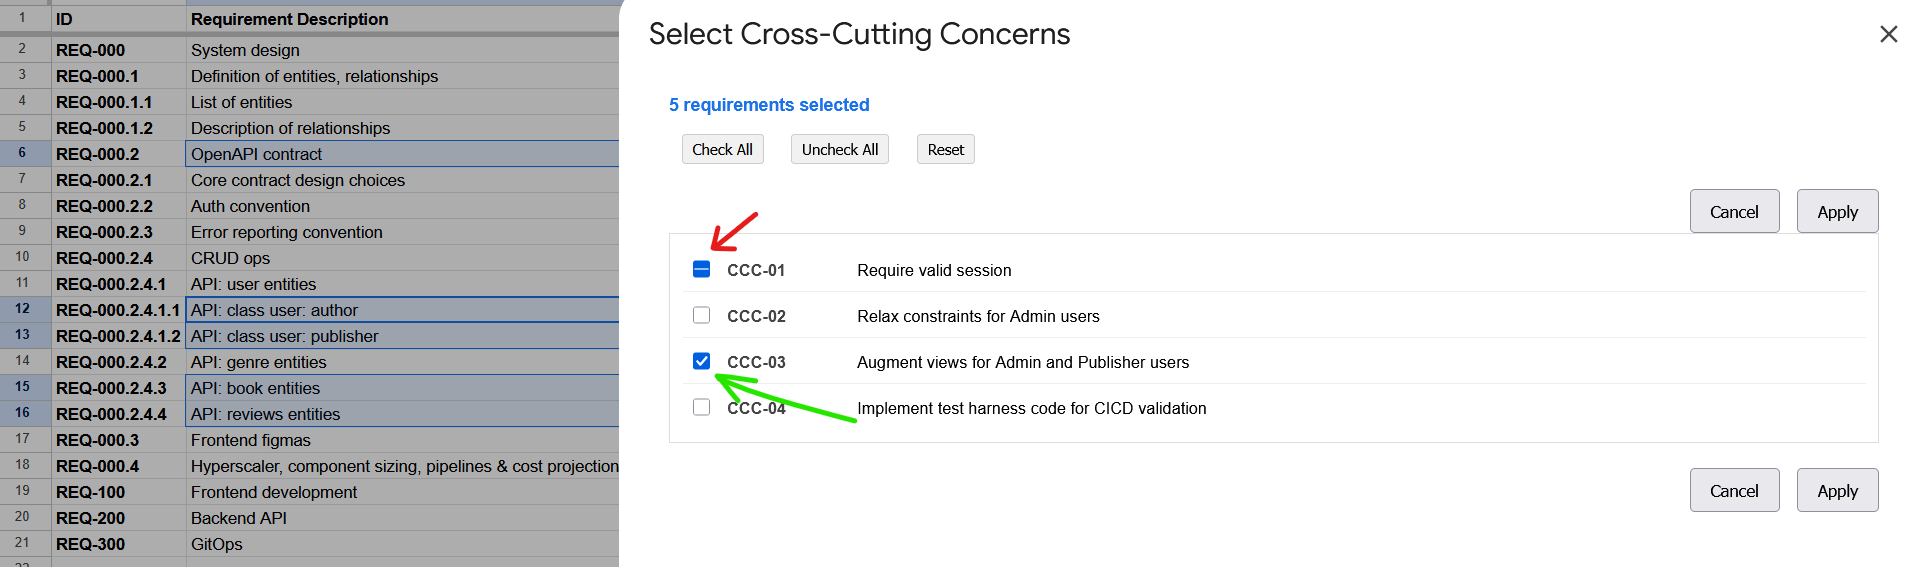 1 ID Requirement Description
2 REQ-000 System design
3 REQ-000.1 Definition of entities, relationships
4 REQ-000.1.1 List of entities
5 REQ-000.1.2 Description of relationships
6 REQ-000.2 OpenAPI contract
7 REQ-000.2.1 Core contract design choices
8 REQ-000.2.2 Auth convention
9 REQ-000.2.3 Error reporting convention
10 REQ-000.2.4 CRUD ops
11 REQ-000.2.4.1 API: user entities
12 REQ-000.2.4.1.1 API: class user: author
13 REQ-000.2.4.1.2 API: class user: publisher
14 REQ-000.2.4.2 API: genre entities
15 REQ-000.2.4.3 API: book entities
16 REQ-000.2.4.4 API: reviews entities
17 REQ-000.3 Frontend figmas
18 REQ-000.4 Hyperscaler, component sizing, pipelines & cost projection
19 REQ-100 Frontend development
20 REQ-200 Backend API
21 REQ-300 GitOps
Select Cross-Cutting Concerns
5 requirements selected
Check All Uncheck All Reset
Cancel Apply
CCC-01 Require valid session
CCC-02 Relax constraints for Admin users
CCC-03 Augment views for Admin and Publisher users
CCC-04 Implement test harness code for CICD validation
Cancel Apply